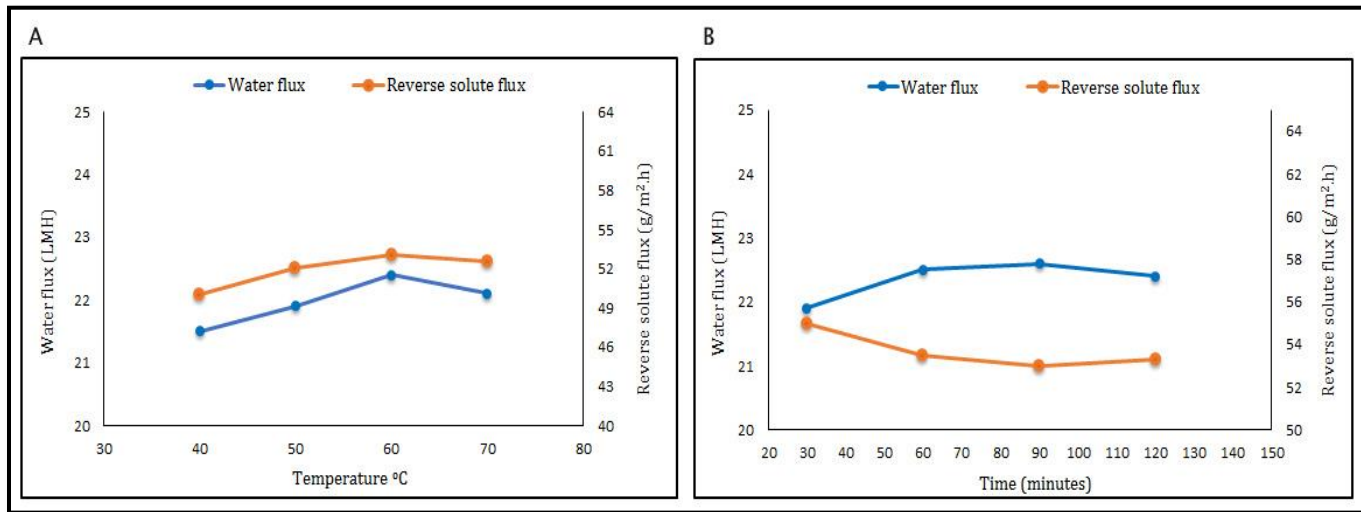 A
Water flux Reverse solute flux
25
24
23
22
21
20
Water flux (LMH)
64
61
58
55
52
49
46
43
40
Reverse solute flux (g/m².h)
30 40 50 60 70 80
Temperature ºC
B
Water flux Reverse solute flux
25
24
23
22
21
20
Water flux (LMH)
64
62
60
58
56
54
52
50
Reverse solute flux (g/m².h)
20 30 40 50 60 70 80 90 100 110 120 130 140 150
Time (minutes)